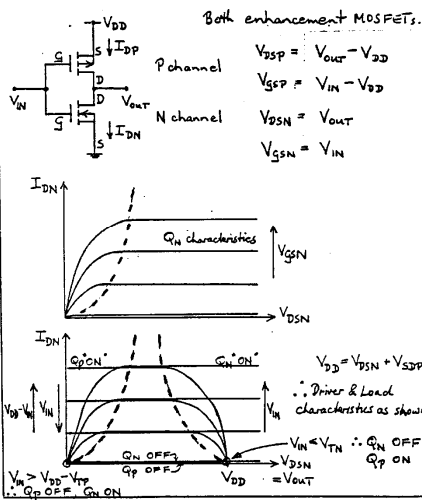 Both enhancement MOSFETS.
VDD
S
IDP
G
P channel
D
VIN
D
VOUT
G
N channel
IDN
S
VDSP = VOUT - VDD
VGSP = VIN - VDD
VDSN = VOUT
VGSN = VIN
IDN
QN characteristics
VGSN
VDSN
IDN
QP "ON"
QN "ON"
VDD-VIN
VIN
VIN
QN OFF
QP OFF
VDD = VDSN + VSDP
∴ Driver & Load
characteristics as show
VIN < VTN ∴ QN OFF
QP ON
VDSN
= VOUT
VDD
VIN > VDD - VTP
∴ QP OFF, QN ON